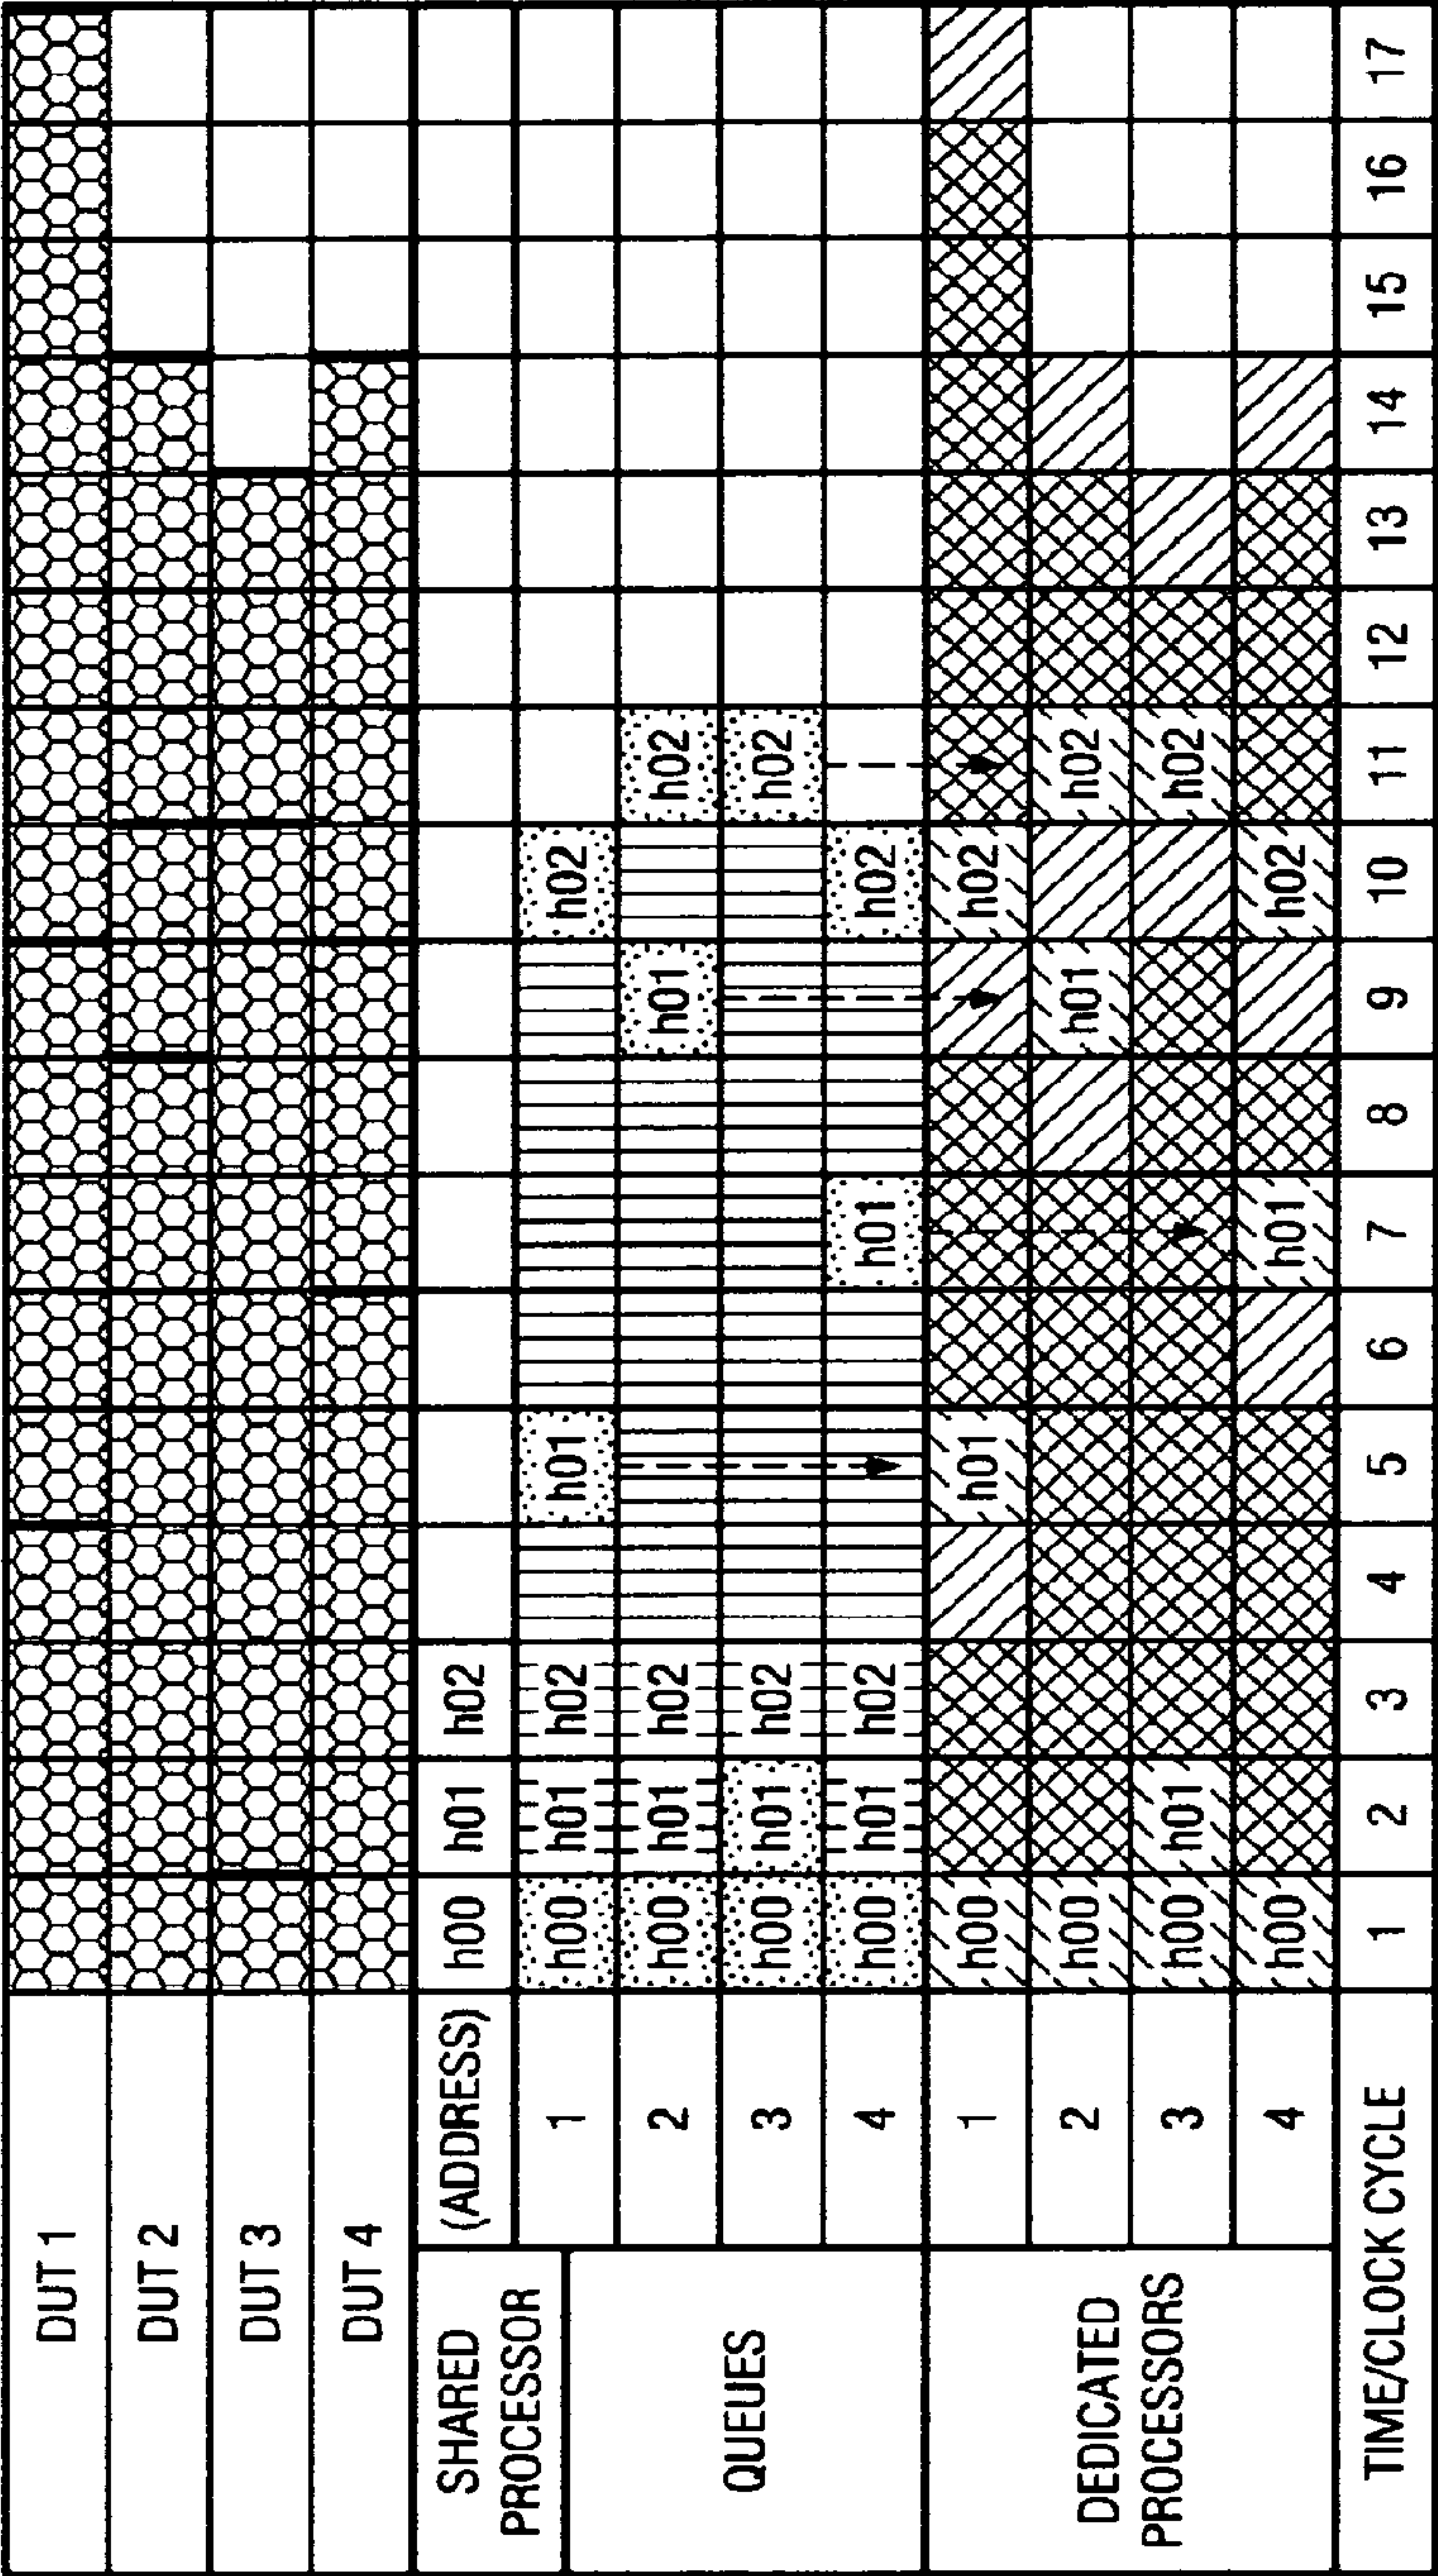 DUT 1
DUT 2
DUT 3
DUT 4
SHARED
PROCESSOR
(ADDRESS) h00 h01 h02
QUEUES
1 h00 h01 h02 h01 h02
2 h00 h01 h02 h01 h02
3 h00 h01 h02 h02
4 h00 h01 h02 h01 h02
DEDICATED
PROCESSORS
1 h00 h01 h02
2 h00 h01 h02
3 h00 h01 h02
4 h00 h01 h02
TIME/CLOCK CYCLE 1 2 3 4 5 6 7 8 9 10 11 12 13 14 15 16 17